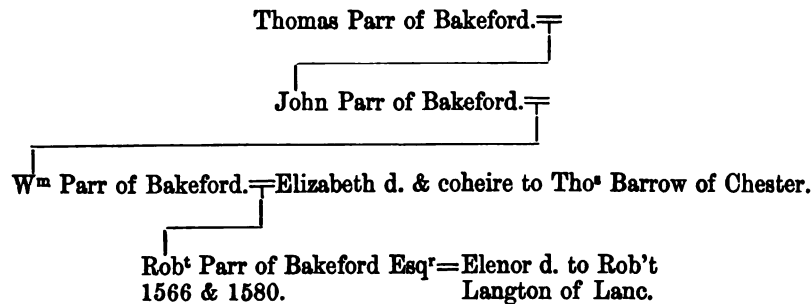 Thomas Parr of Bakeford.=
John Parr of Bakeford.=
Wᵐ Parr of Bakeford.=Elizabeth d. & coheire to Thoˢ Barrow of Chester.
Robᵗ Parr of Bakeford Esqʳ=Elenor d. to Rob't
1566 & 1580. Langton of Lanc.